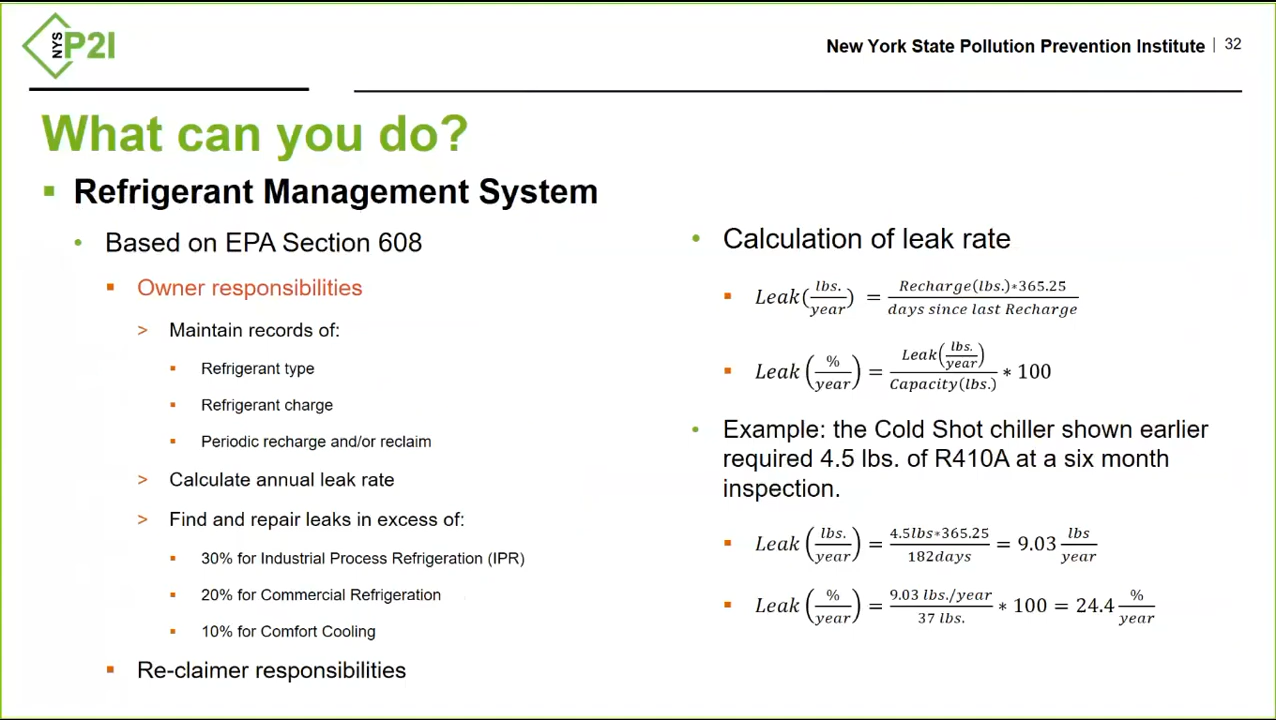 NYS P2I
New York State Pollution Prevention Institute | 32
What can you do?
▪ Refrigerant Management System
• Based on EPA Section 608
▪ Owner responsibilities
> Maintain records of:
▪ Refrigerant type
▪ Refrigerant charge
▪ Periodic recharge and/or reclaim
> Calculate annual leak rate
> Find and repair leaks in excess of:
▪ 30% for Industrial Process Refrigeration (IPR)
▪ 20% for Commercial Refrigeration
▪ 10% for Comfort Cooling
▪ Re-claimer responsibilities
• Calculation of leak rate
▪ Leak(lbs./year) = Recharge(lbs.)*365.25 / days since last Recharge
▪ Leak (%/year) = Leak(lbs./year) / Capacity(lbs.) * 100
• Example: the Cold Shot chiller shown earlier
required 4.5 lbs. of R410A at a six month
inspection.
▪ Leak (lbs./year) = 4.5lbs*365.25 / 182days = 9.03 lbs/year
▪ Leak (%/year) = 9.03 lbs./year / 37 lbs. * 100 = 24.4 %/year